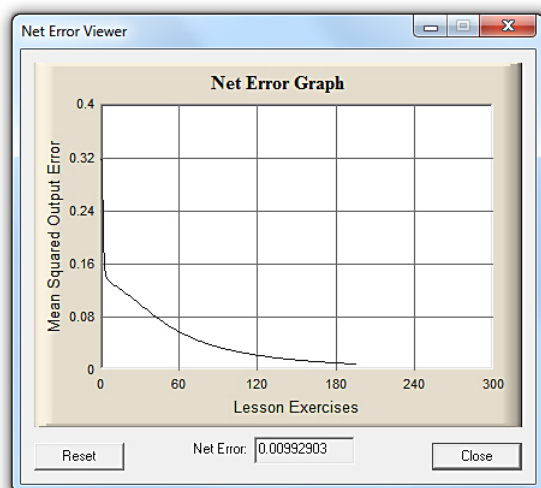 Net Error Viewer
Net Error Graph
Mean Squared Output Error
0.4
0.32
0.24
0.16
0.08
0
0 60 120 180 240 300
Lesson Exercises
Reset Net Error: 0.00992903 Close